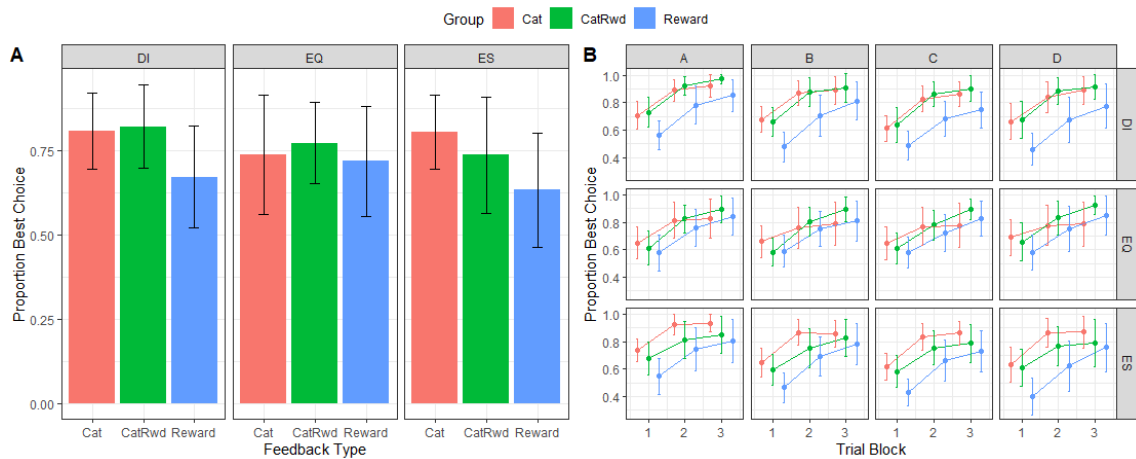 Group Cat CatRwd Reward
A
DI EQ ES
Proportion Best Choice
0.75
0.50
0.25
0.00
Cat CatRwd Reward Cat CatRwd Reward Cat CatRwd Reward
Feedback Type
B
A B C D
Proportion Best Choice
1.0
0.8
0.6
0.4
DI
1.0
0.8
0.6
0.4
EQ
1.0
0.8
0.6
0.4
ES
1 2 3 1 2 3 1 2 3 1 2 3
Trial Block